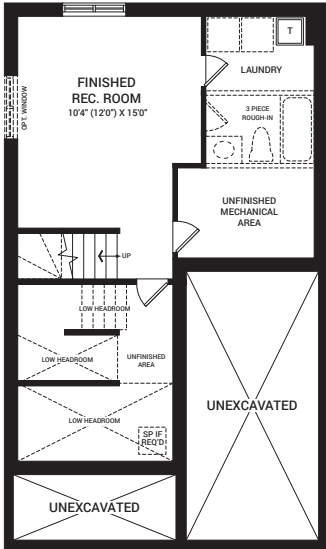 T
LAUNDRY
FINISHED
REC. ROOM
10'4" (12'0") X 15'0"
OPT. WINDOW
3 PIECE
ROUGH-IN
UNFINISHED
MECHANICAL
AREA
UP
LOW HEADROOM
LOW HEADROOM
UNFINISHED
AREA
LOW HEADROOM
SP IF
REQ'D
UNEXCAVATED
UNEXCAVATED